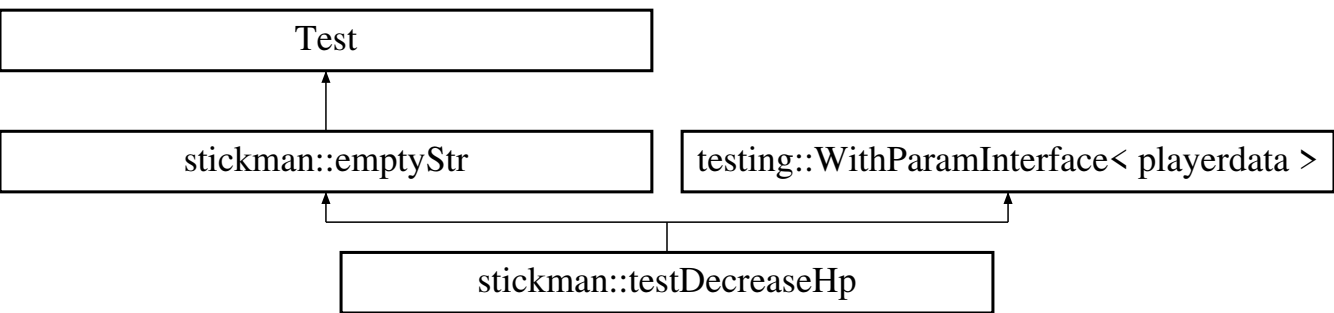 Test
stickman::emptyStr
testing::WithParamInterface< playerdata >
stickman::testDecreaseHp